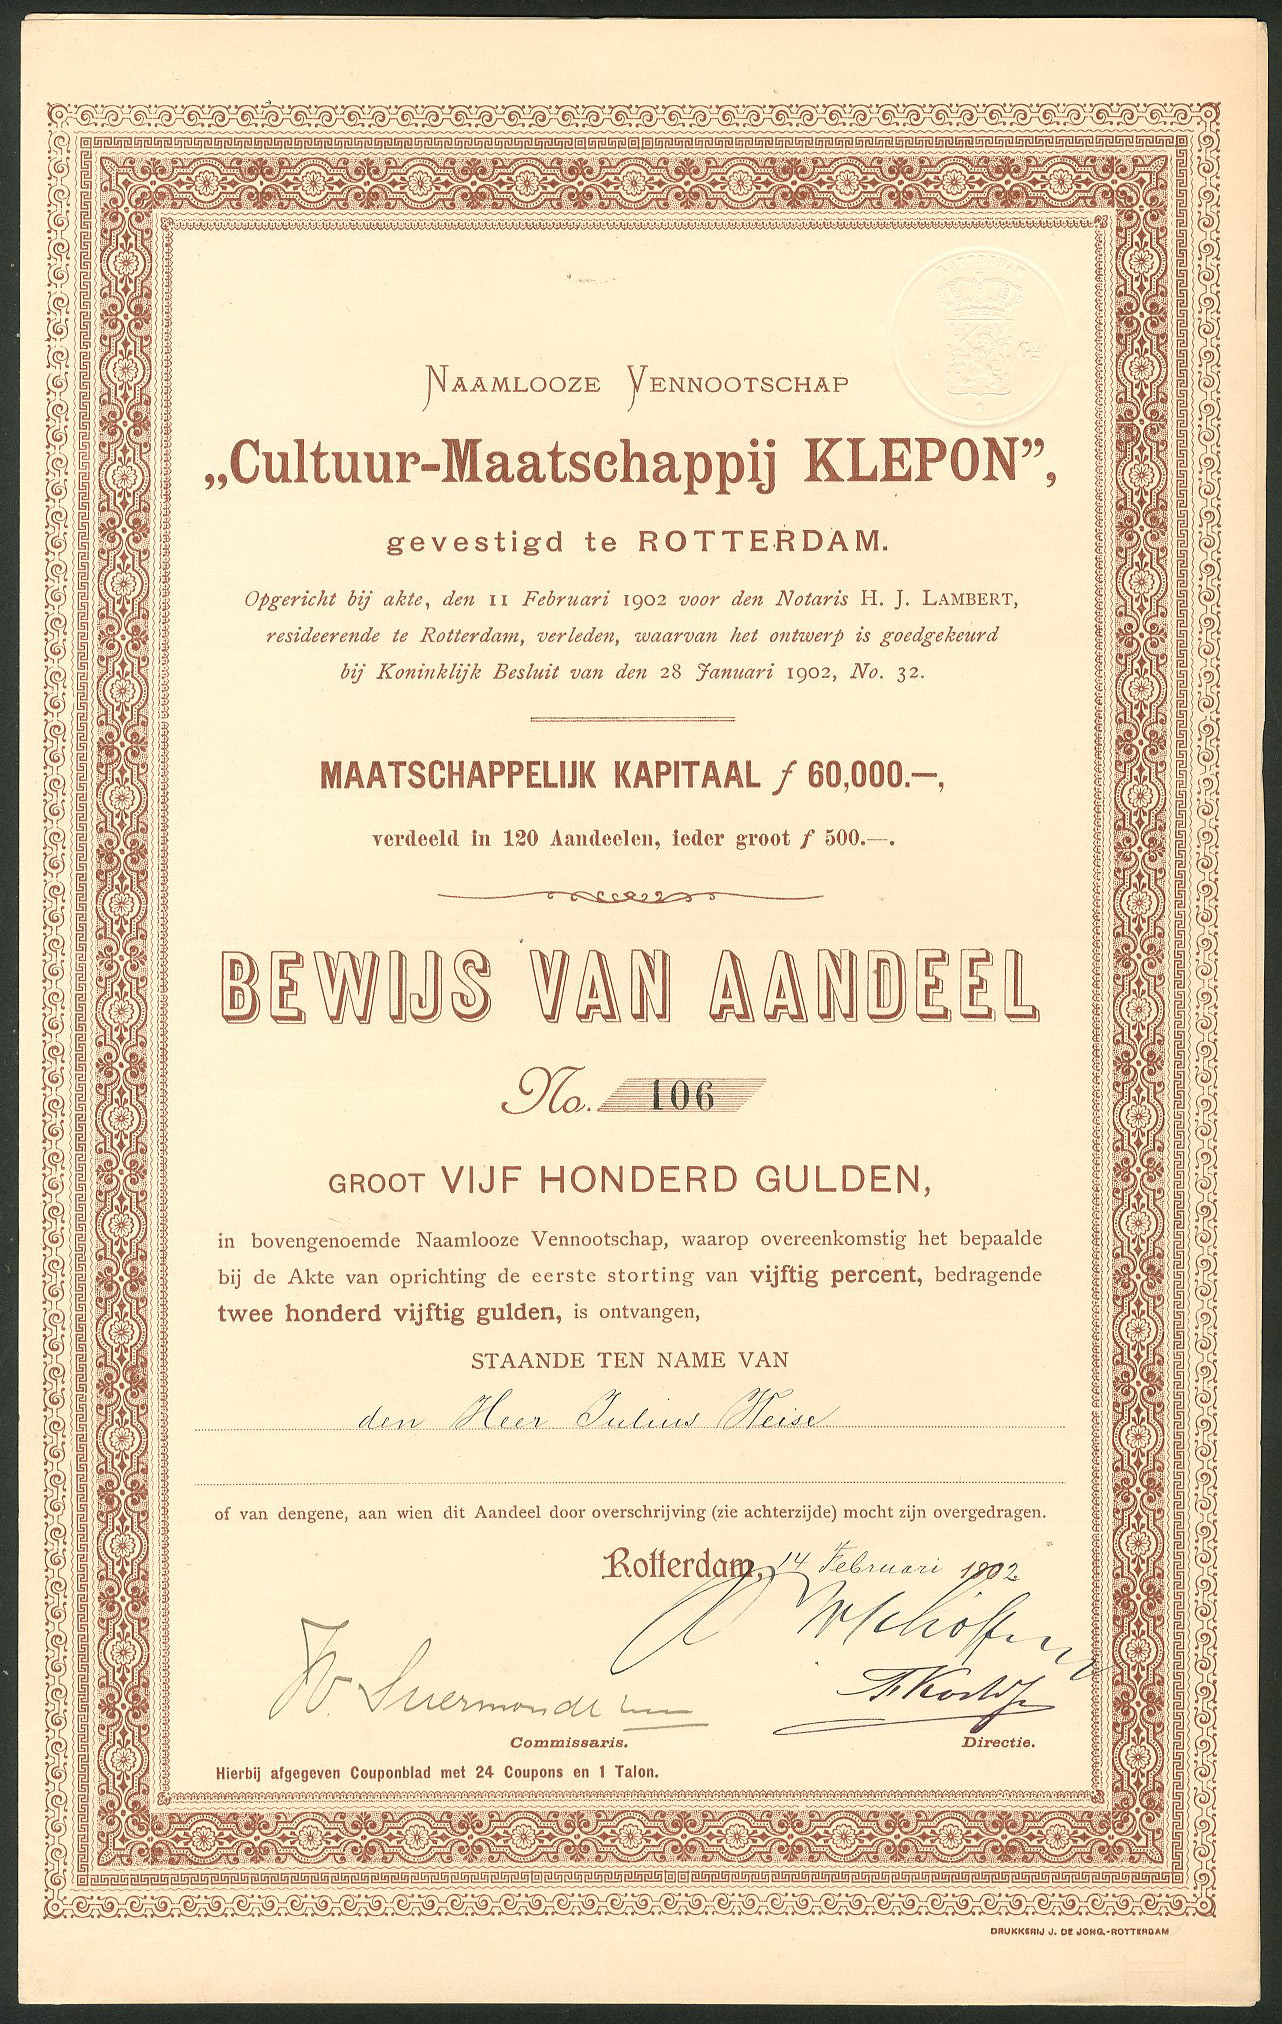 NAAMLOOZE VENNOOTSCHAP
„Cultuur-Maatschappij KLEPON”,
gevestigd te ROTTERDAM.
Opgericht bij akte, den 11 Februari 1902 voor den Notaris H. J. LAMBERT,
resideerende te Rotterdam, verleden, waarvan het ontwerp is goedgekeurd
bij Koninklijk Besluit van den 28 Januari 1902, No. 32.
MAATSCHAPPELIJK KAPITAAL f 60,000.—,
verdeeld in 120 Aandeelen, ieder groot f 500.—.
BEWIJS VAN AANDEEL
No. 106
GROOT VIJF HONDERD GULDEN,
in bovengenoemde Naamlooze Vennootschap, waarop overeenkomstig het bepaalde
bij de Akte van oprichting de eerste storting van vijftig percent, bedragende
twee honderd vijftig gulden, is ontvangen,
STAANDE TEN NAME VAN
den Heer Julius Weise
of van dengene, aan wien dit Aandeel door overschrijving (zie achterzijde) mocht zijn overgedragen.
Rotterdam, 14 Februari 1902
W. Suermondt
Commissaris. Directie.
Hierbij afgegeven Couponblad met 24 Coupons en 1 Talon.
DRUKKERIJ J. DE JONG.-ROTTERDAM